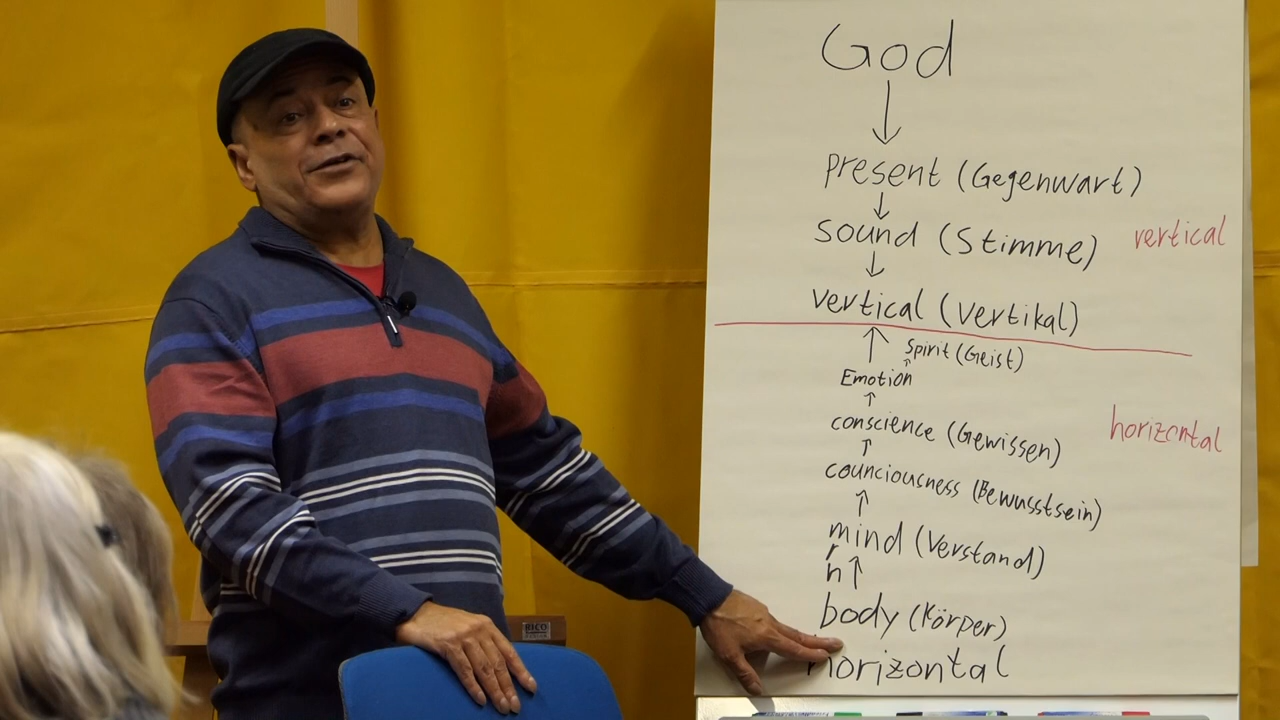 God
present (Gegenwart)
sound (Stimme)
vertical
vertical (Vertikal)
Spirit (Geist)
Emotion
conscience (Gewissen)
horizontal
counciousness (Bewusstsein)
mind (Verstand)
r
h
body (Körper)
horizontal
RICO